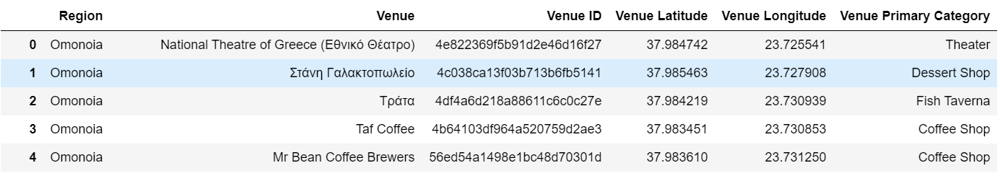 Region Venue Venue ID Venue Latitude Venue Longitude Venue Primary Category
0 Omonoia National Theatre of Greece (Εθνικό Θέατρο) 4e822369f5b91d2e46d16f27 37.984742 23.725541 Theater
1 Omonoia Στάνη Γαλακτοπωλείο 4c038ca13f03b713b6fb5141 37.985463 23.727908 Dessert Shop
2 Omonoia Τράτα 4df4a6d218a88611c6c0c27e 37.984219 23.730939 Fish Taverna
3 Omonoia Taf Coffee 4b64103df964a520759d2ae3 37.983451 23.730853 Coffee Shop
4 Omonoia Mr Bean Coffee Brewers 56ed54a1498e1bc48d70301d 37.983610 23.731250 Coffee Shop